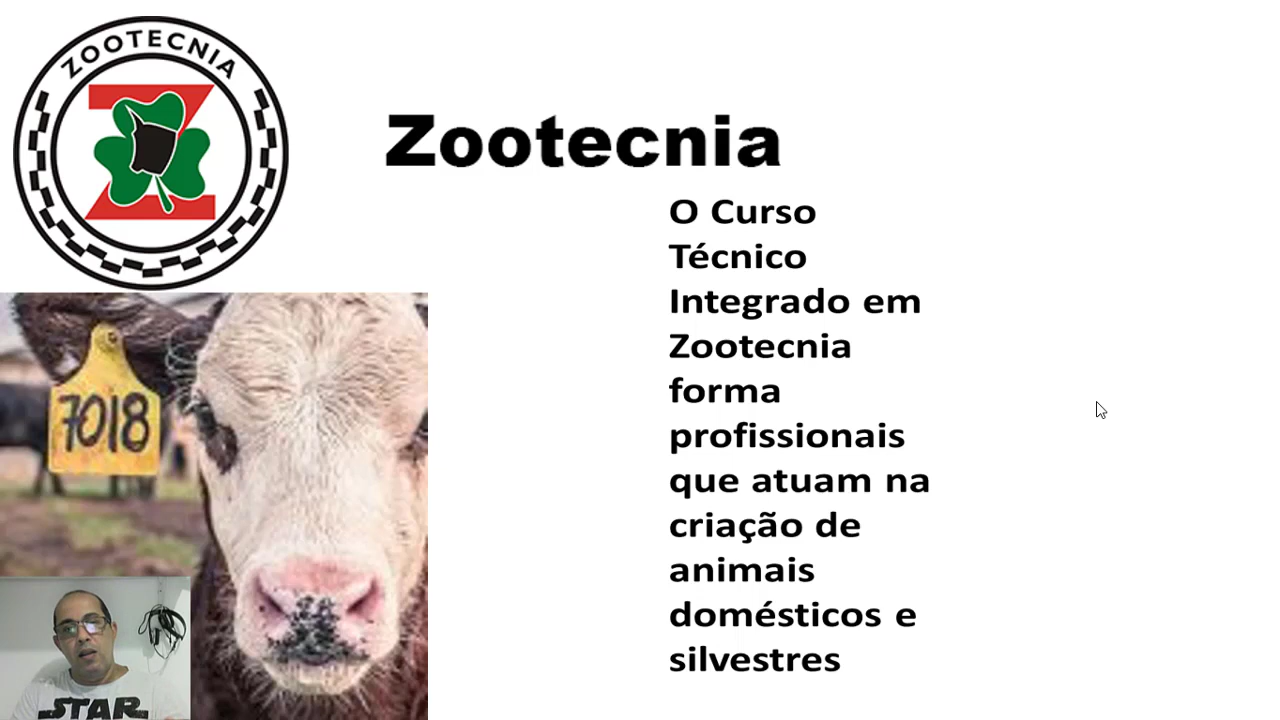 ZOOTECNIA
Zootecnia
O Curso
Técnico
Integrado em
Zootecnia
forma
profissionais
que atuam na
criação de
animais
domésticos e
silvestres
7018
STAR